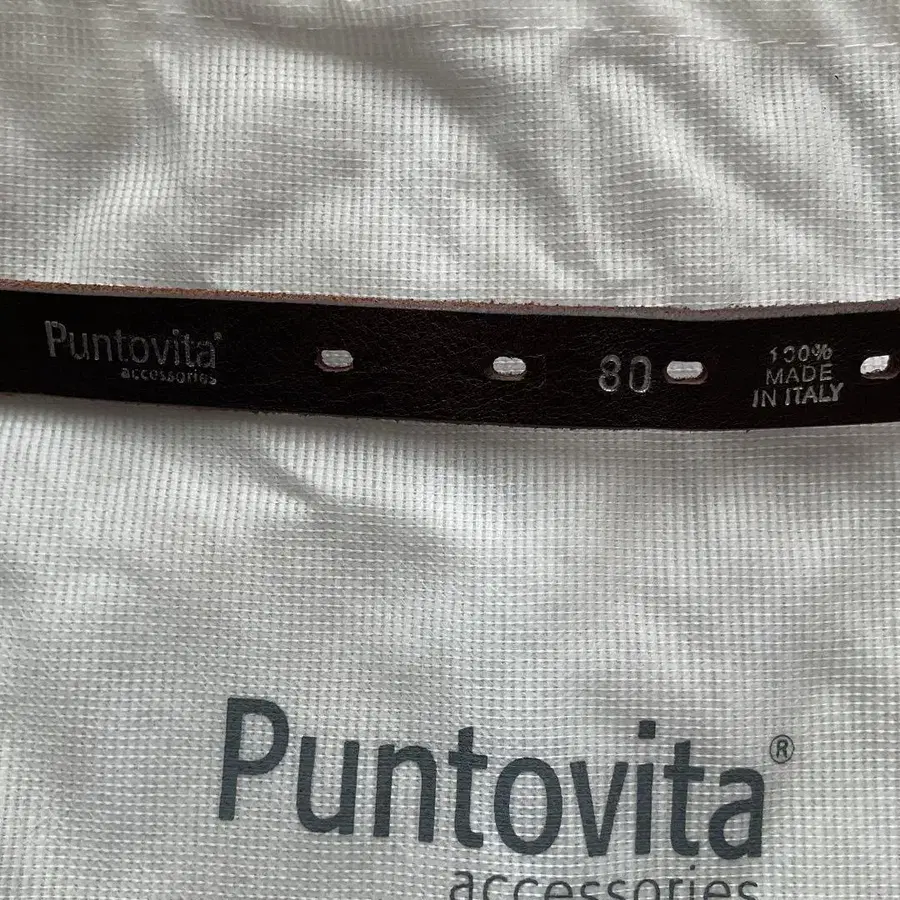 Puntovita®
accessories
80
100%
MADE
IN ITALY
Puntovita®
accessories